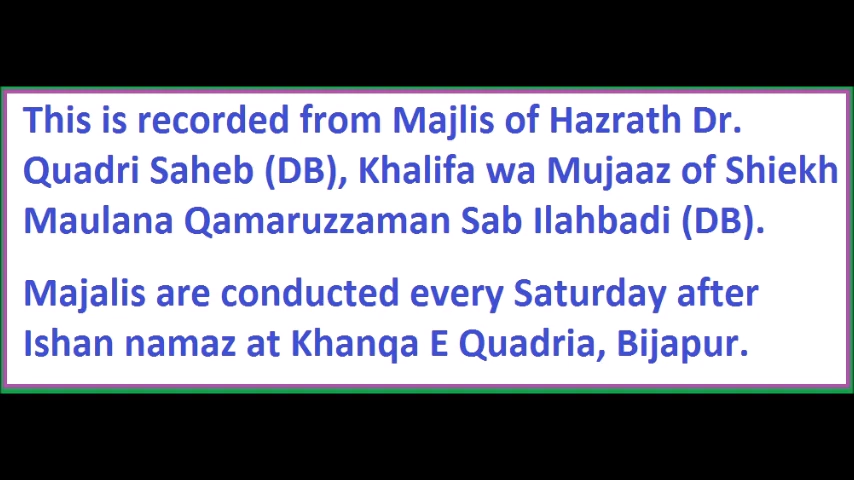 This is recorded from Majlis of Hazrath Dr.
Quadri Saheb (DB), Khalifa wa Mujaaz of Shiekh
Maulana Qamaruzzaman Sab Ilahbadi (DB).
Majalis are conducted every Saturday after
Ishan namaz at Khanqa E Quadria, Bijapur.